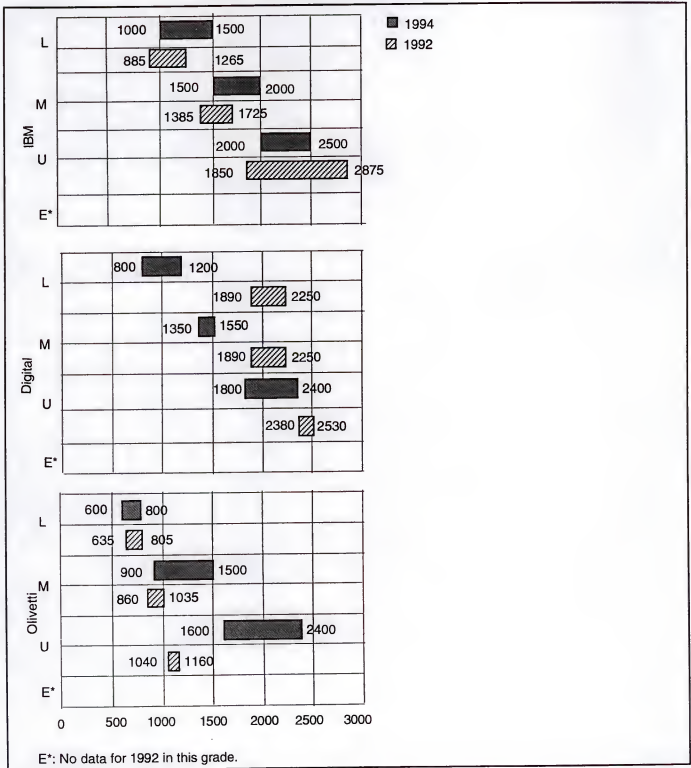 1994
1992
IBM
L
1000 1500
885 1265
M
1500 2000
1385 1725
U
2000 2500
1850 2875
E*
Digital
L
800 1200
1890 2250
M
1350 1550
1890 2250
U
1800 2400
2380 2530
E*
Olivetti
L
600 800
635 805
M
900 1500
860 1035
U
1600 2400
1040 1160
E*
0 500 1000 1500 2000 2500 3000
E*: No data for 1992 in this grade.